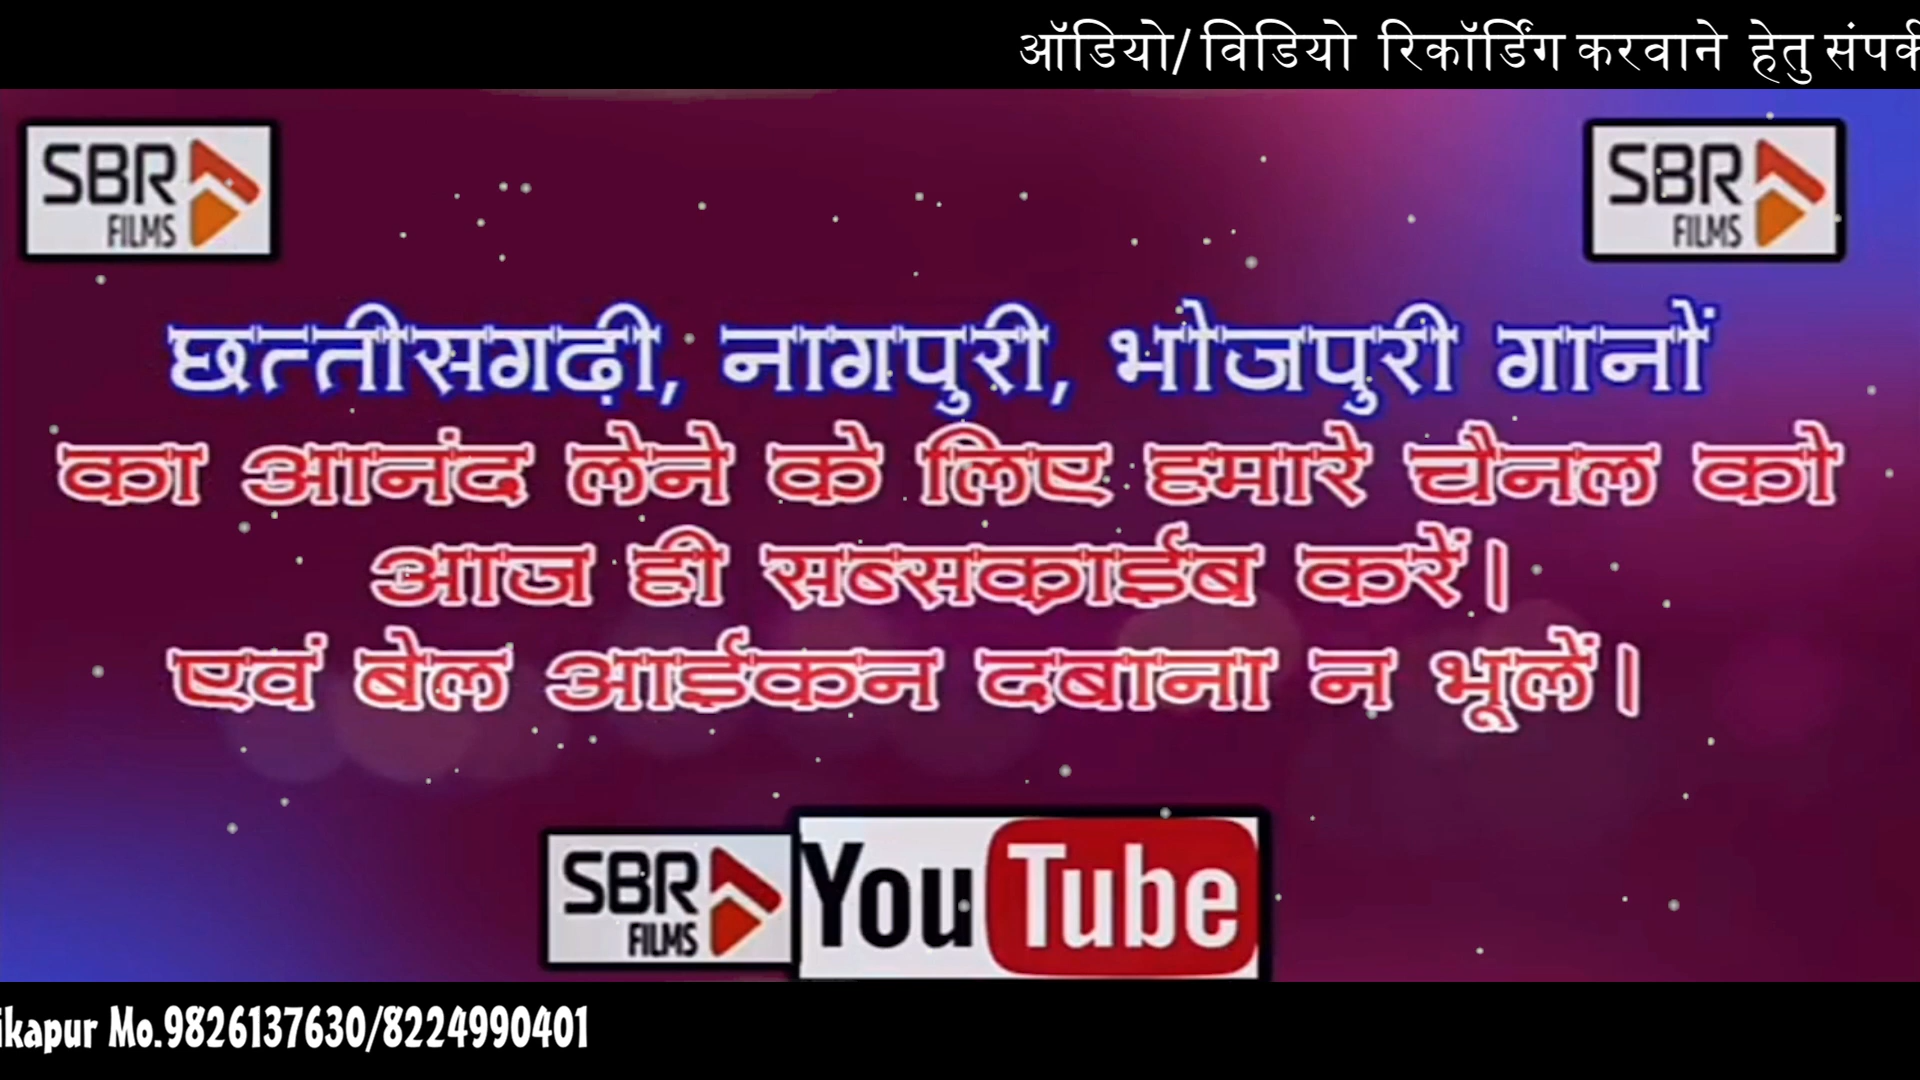 ऑडियो/ विडियो रिकॉर्डिंग करवाने हेतु
SBR
FILMS
SBR
FILMS
छत्तीसगढ़ी, नागपुरी, भोजपुरी गानों
का आनंद लेने के लिए हमारे चैनल को
आज ही सब्सक्राईब करें।
एवं बेल आईकन दबाना न भूलें।
SBR
FILMS
YouTube
ikapur Mo.9826137630/8224990401